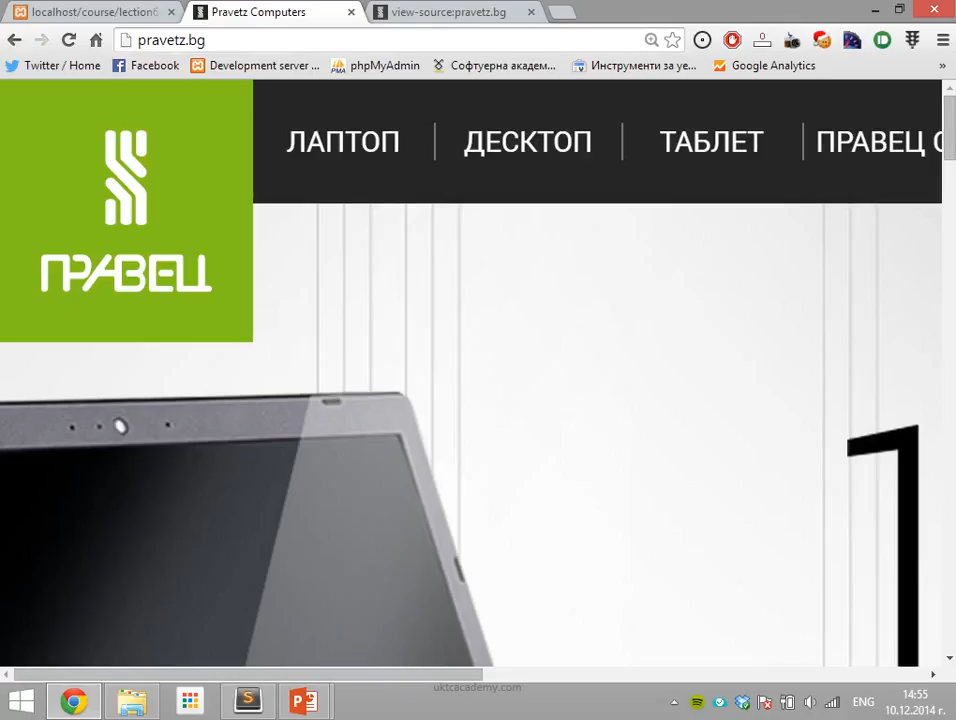 localhost/course/lection6
Pravetz Computers
view-source:pravetz.bg
pravetz.bg
Twitter / Home
Facebook
Development server ...
phpMyAdmin
Софтуерна академ...
Инструменти за уе...
Google Analytics
»
ПРАВЕЦ
ЛАПТОП
ДЕСКТОП
ТАБЛЕТ
ПРАВЕЦ
1
uktcacademy.com
ENG
14:55
10.12.2014 г.